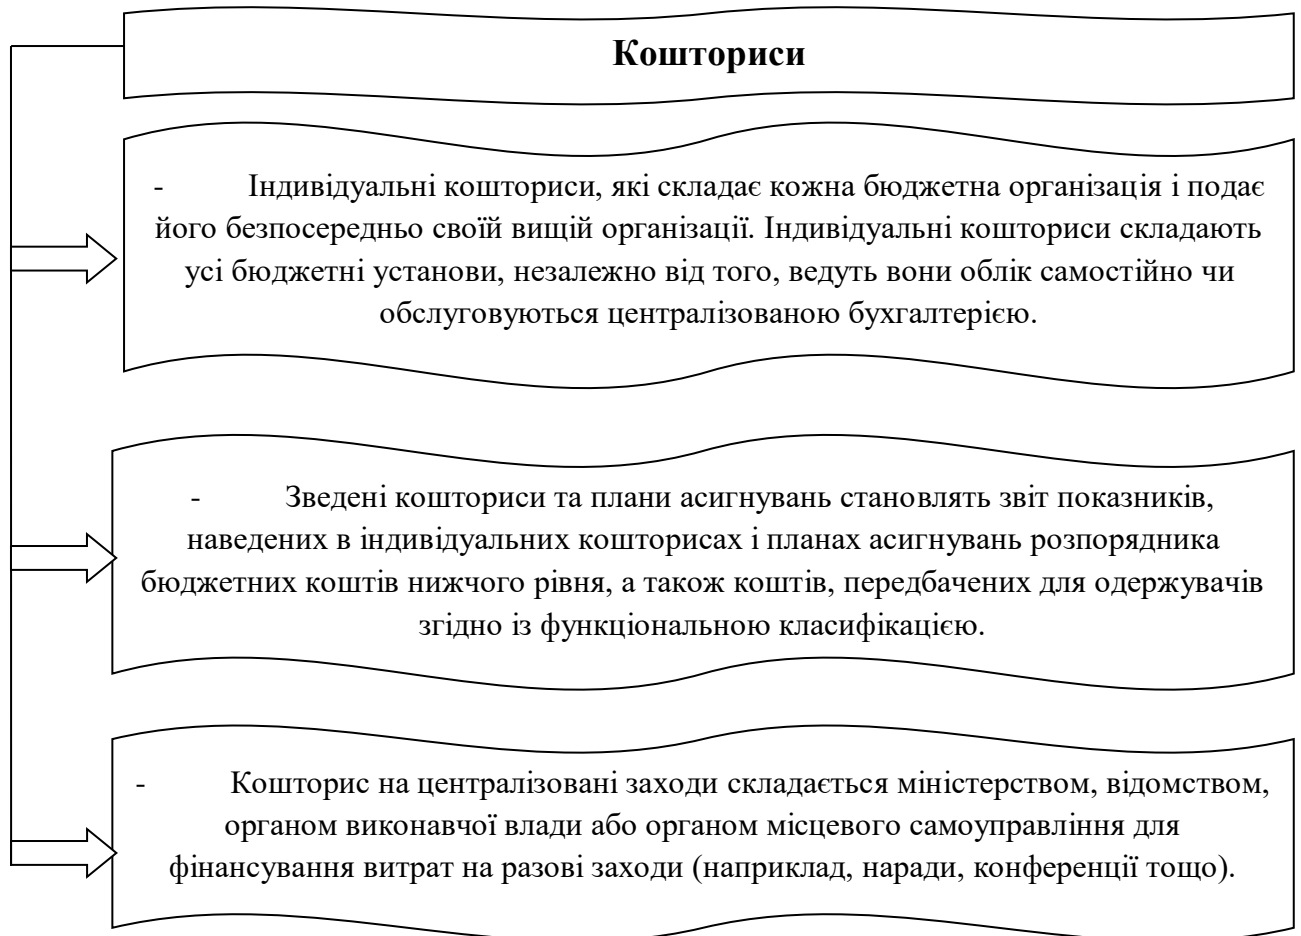 Кошториси
- Індивідуальні кошториси, які складає кожна бюджетна організація і подає
його безпосередньо своїй вищій організації. Індивідуальні кошториси складають
усі бюджетні установи, незалежно від того, ведуть вони облік самостійно чи
обслуговуються централізованою бухгалтерією.
- Зведені кошториси та плани асигнувань становлять звіт показників,
наведених в індивідуальних кошторисах і планах асигнувань розпорядника
бюджетних коштів нижчого рівня, а також коштів, передбачених для одержувачів
згідно із функціональною класифікацією.
- Кошторис на централізовані заходи складається міністерством, відомством,
органом виконавчої влади або органом місцевого самоуправління для
фінансування витрат на разові заходи (наприклад, наради, конференції тощо).